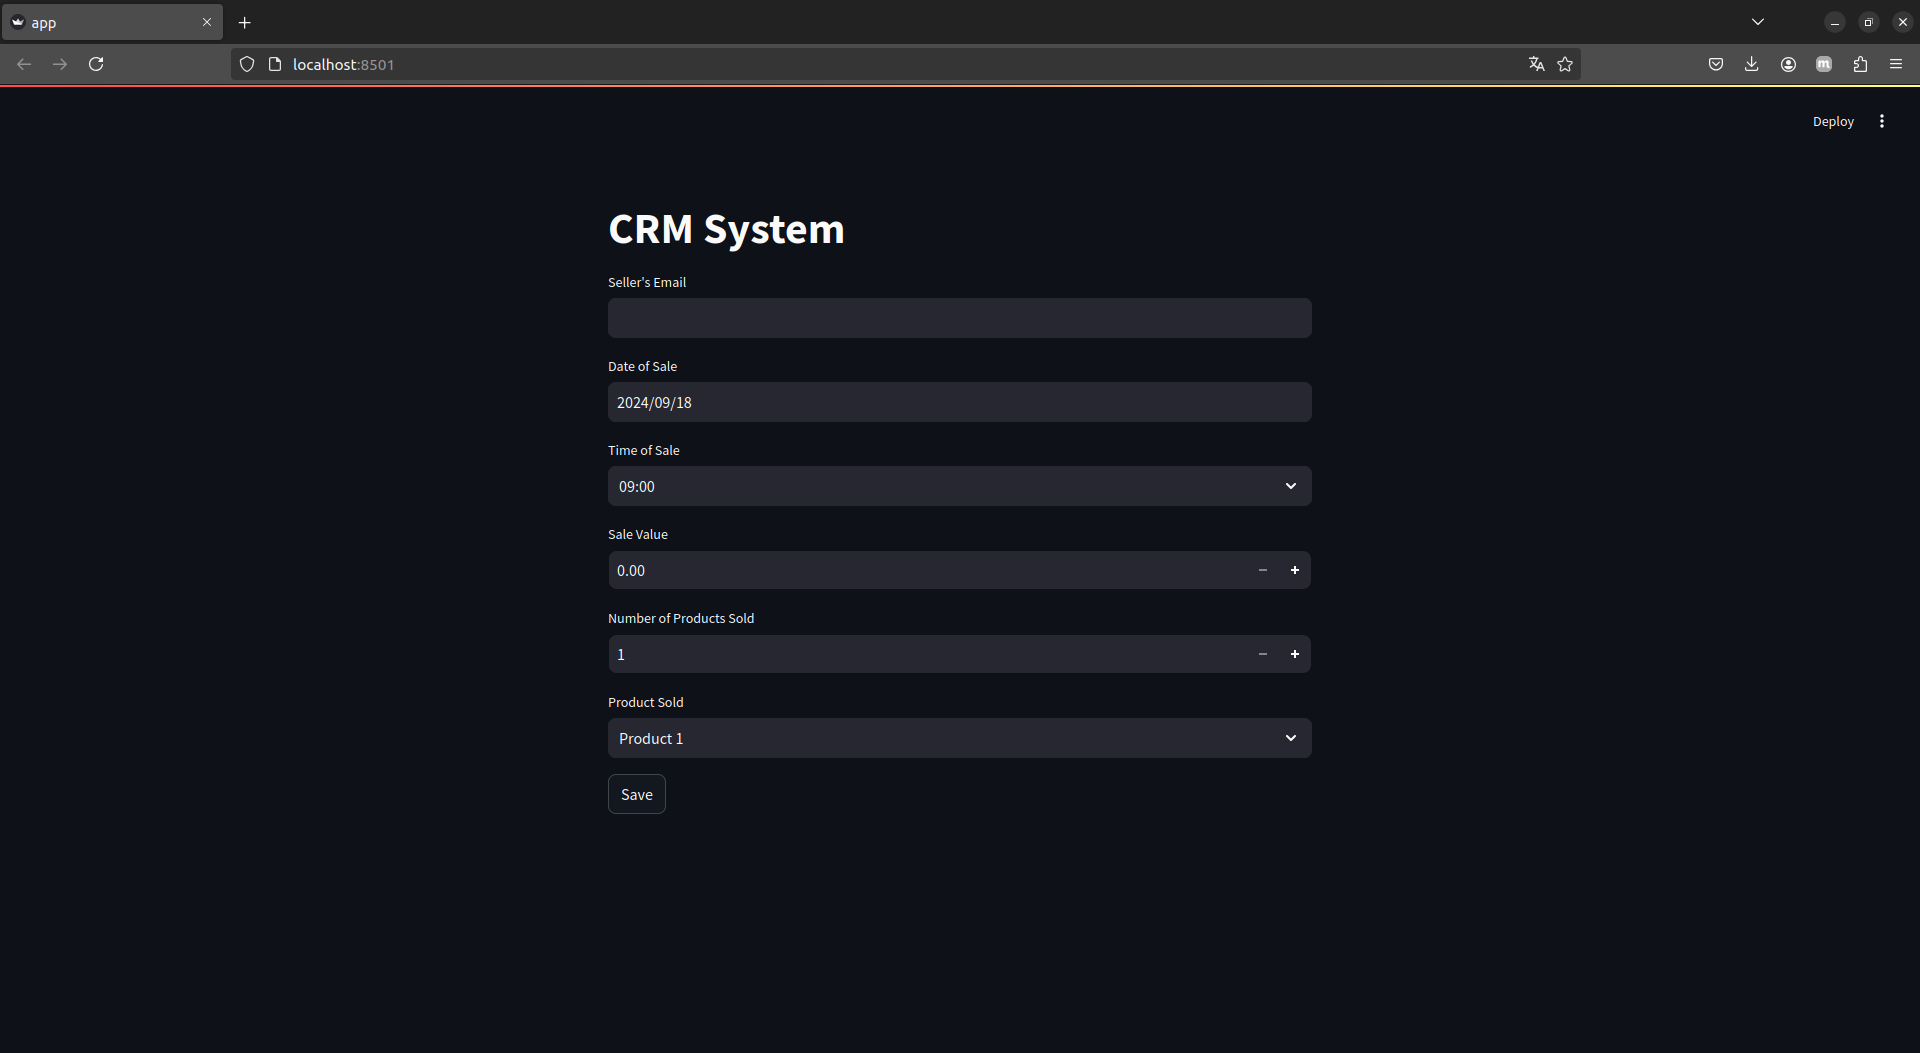 app
localhost:8501
Deploy
CRM System
Seller's Email
Date of Sale
2024/09/18
Time of Sale
09:00
Sale Value
0.00
Number of Products Sold
1
Product Sold
Product 1
Save